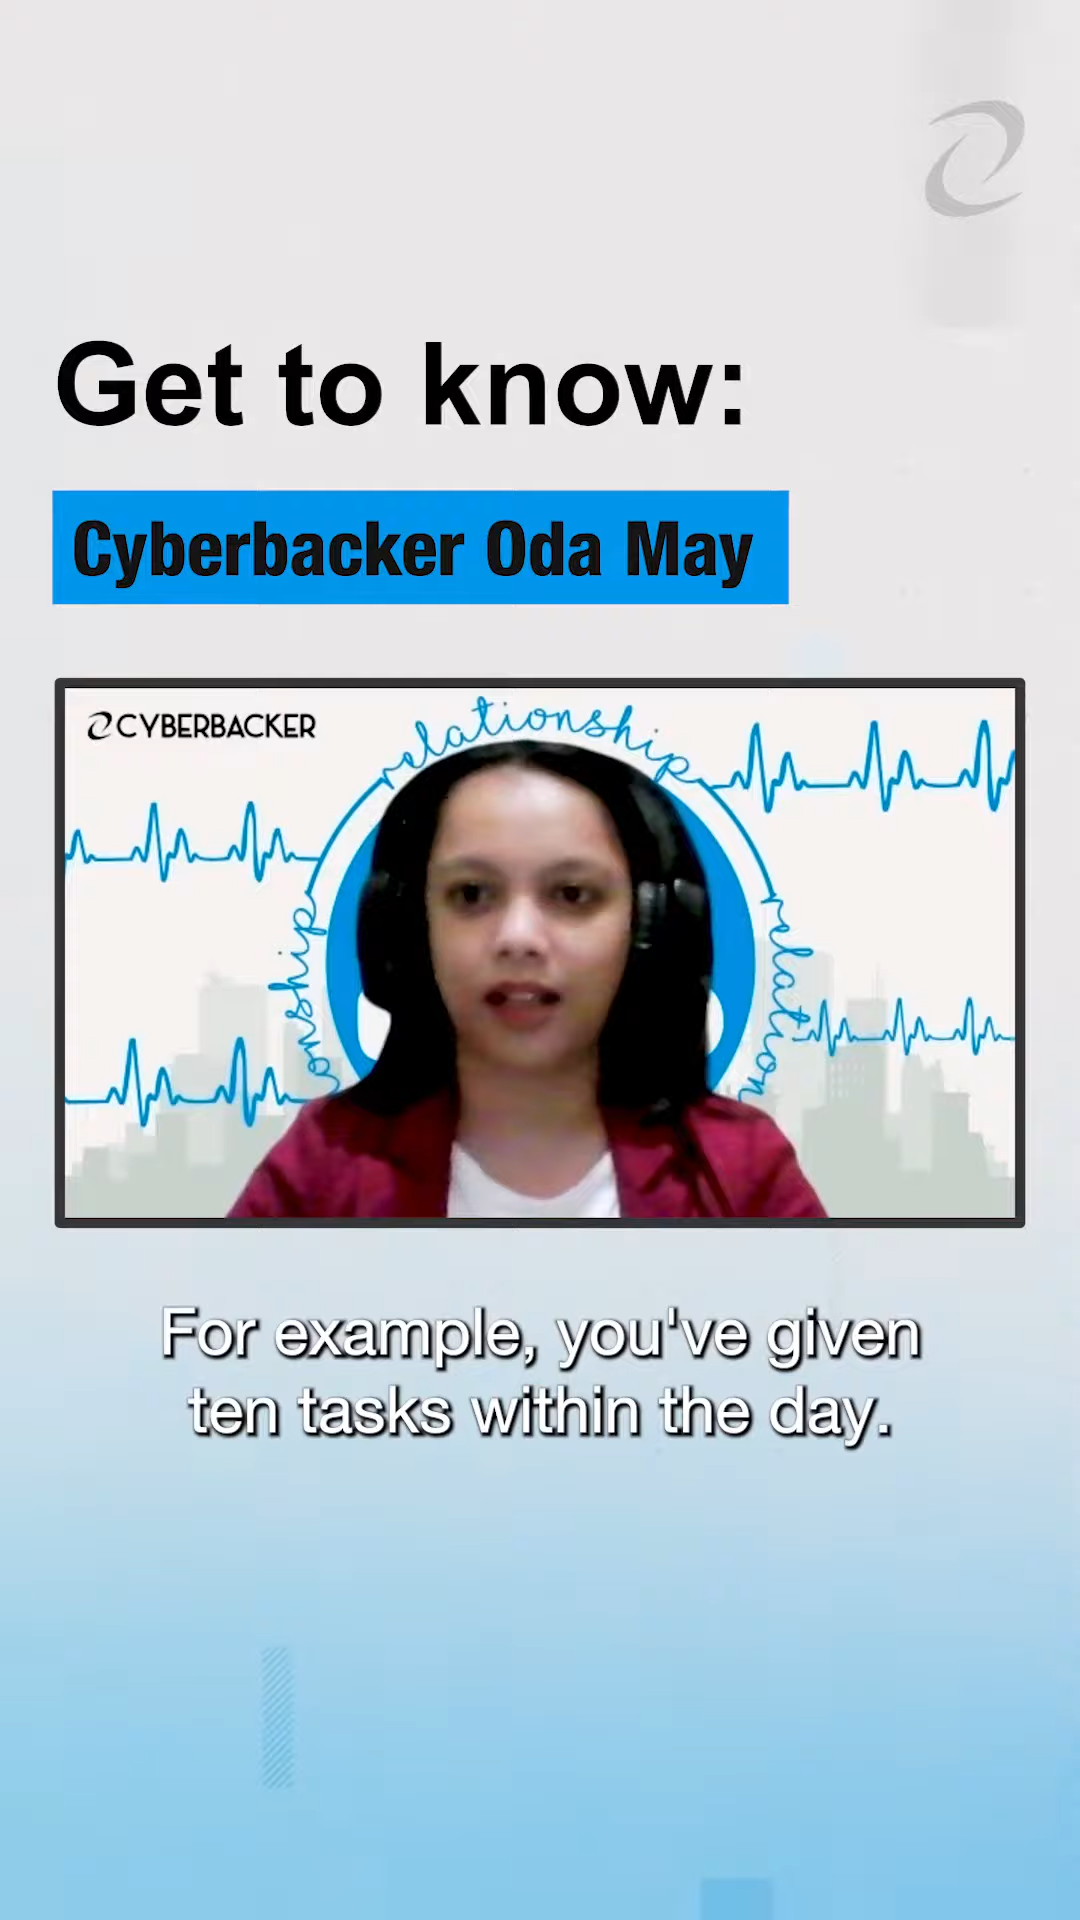 Get to know:
Cyberbacker Oda May
CYBERBACKER
relationship
relationship
relation
For example, you've given
ten tasks within the day.